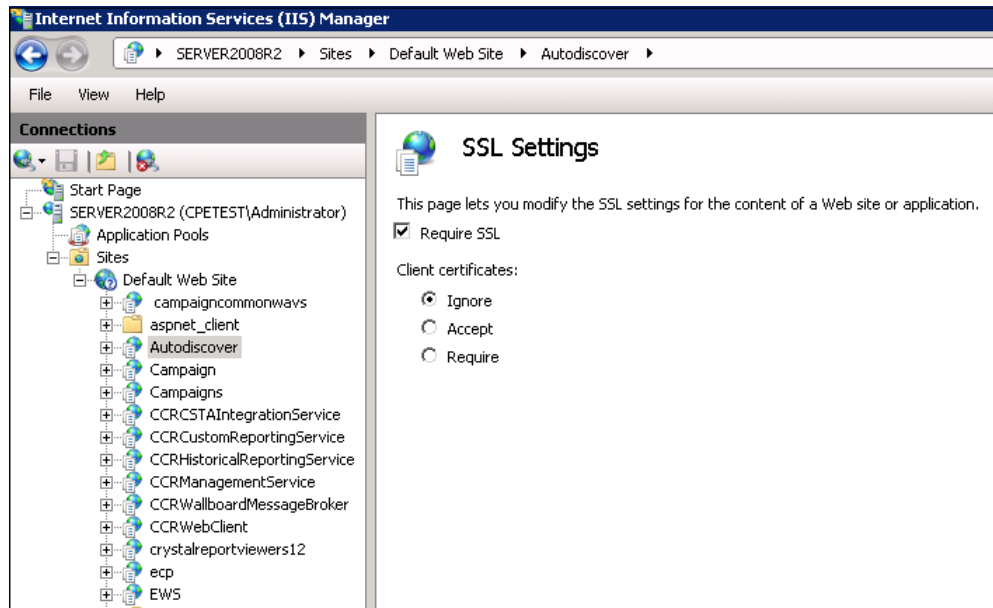 Internet Information Services (IIS) Manager
SERVER2008R2 Sites Default Web Site Autodiscover
File View Help
Connections
Start Page
SERVER2008R2 (CPETEST\Administrator)
Application Pools
Sites
Default Web Site
campaigncommonwavs
aspnet_client
Autodiscover
Campaign
Campaigns
CCRCSTAIntegrationService
CCRCustomReportingService
CCRHistoricalReportingService
CCRManagementService
CCRWallboardMessageBroker
CCRWebClient
crystalreportviewers12
ecp
EWS
SSL Settings
This page lets you modify the SSL settings for the content of a Web site or application.
Require SSL
Client certificates:
Ignore
Accept
Require